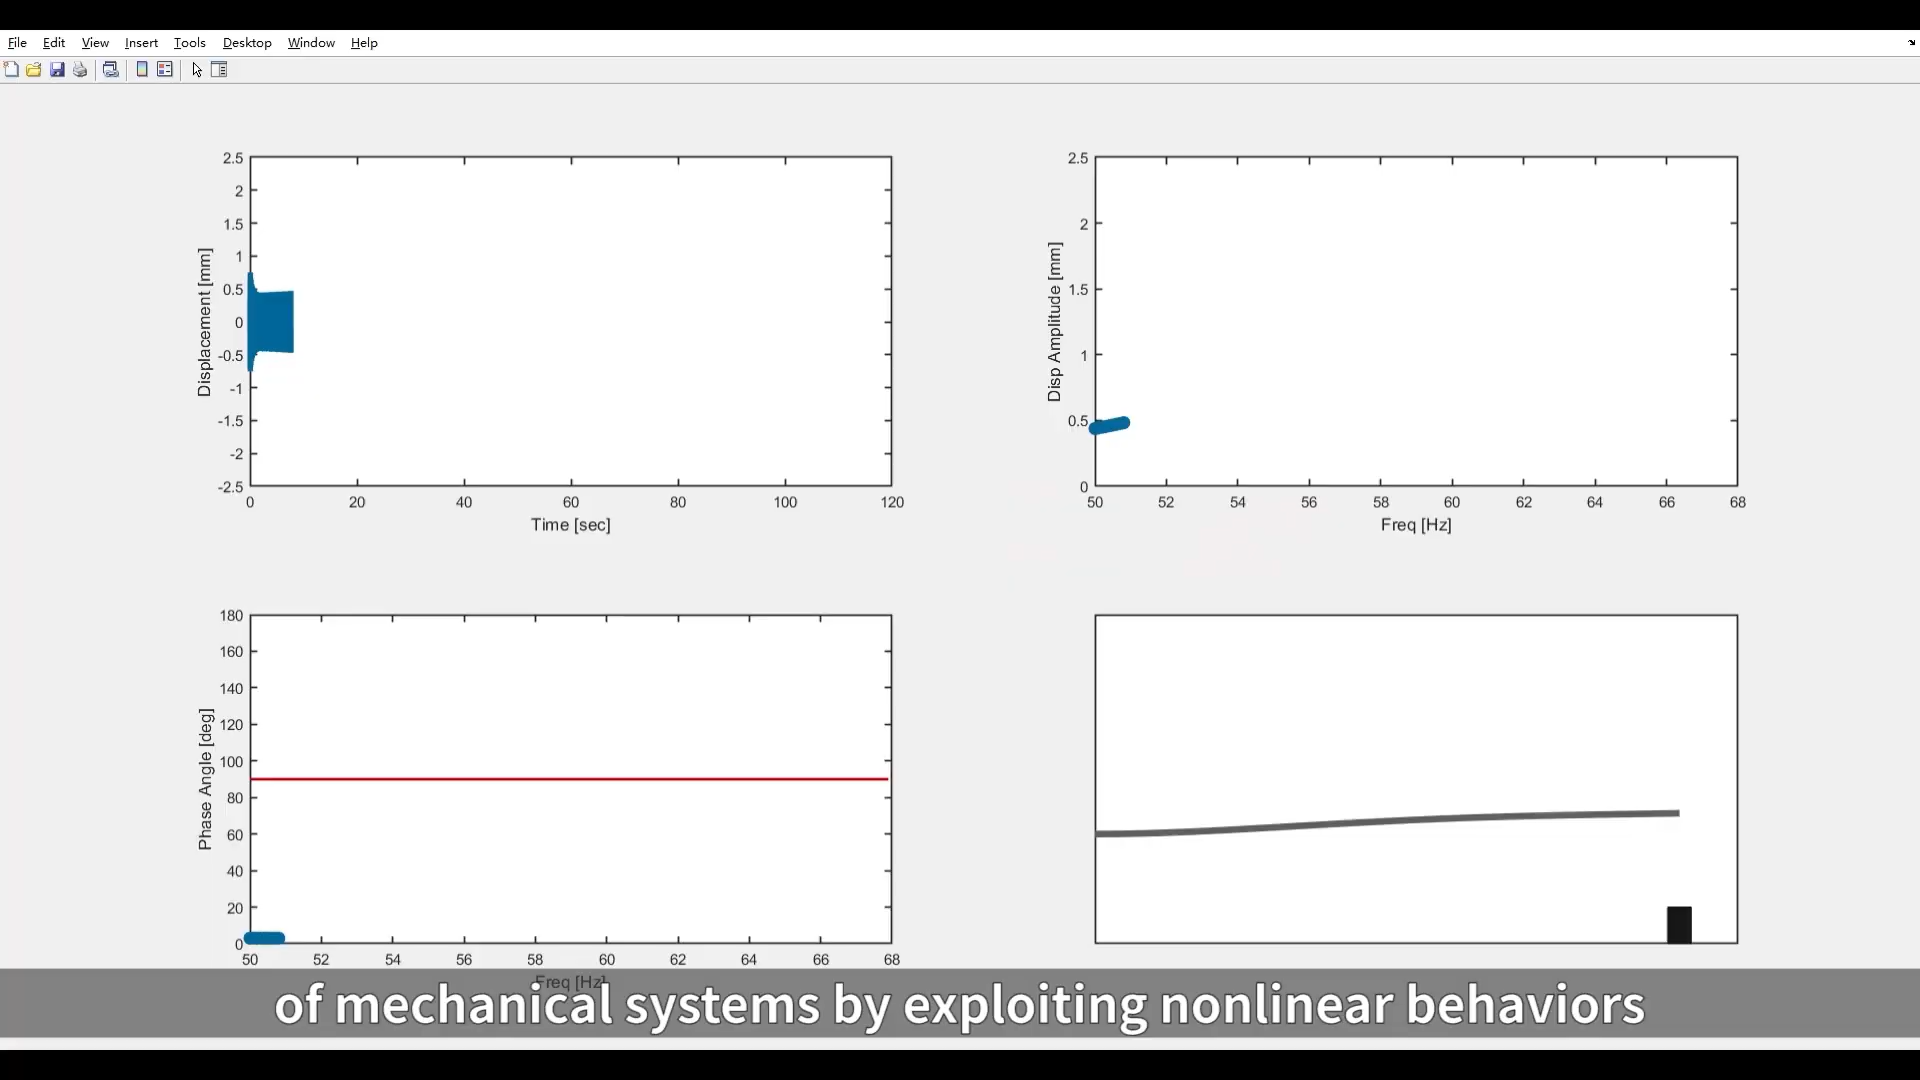 File Edit View Insert Tools Desktop Window Help
2.5
2
1.5
1
0.5
0
-0.5
-1
-1.5
-2
-2.5
Displacement [mm]
0 20 40 60 80 100 120
Time [sec]
2.5
2
1.5
1
0.5
0
Disp Amplitude [mm]
50 52 54 56 58 60 62 64 66 68
Freq [Hz]
180
160
140
120
100
80
60
40
20
0
Phase Angle [deg]
50 52 54 56 58 60 62 64 66 68
Freq [Hz]
of mechanical systems by exploiting nonlinear behaviors